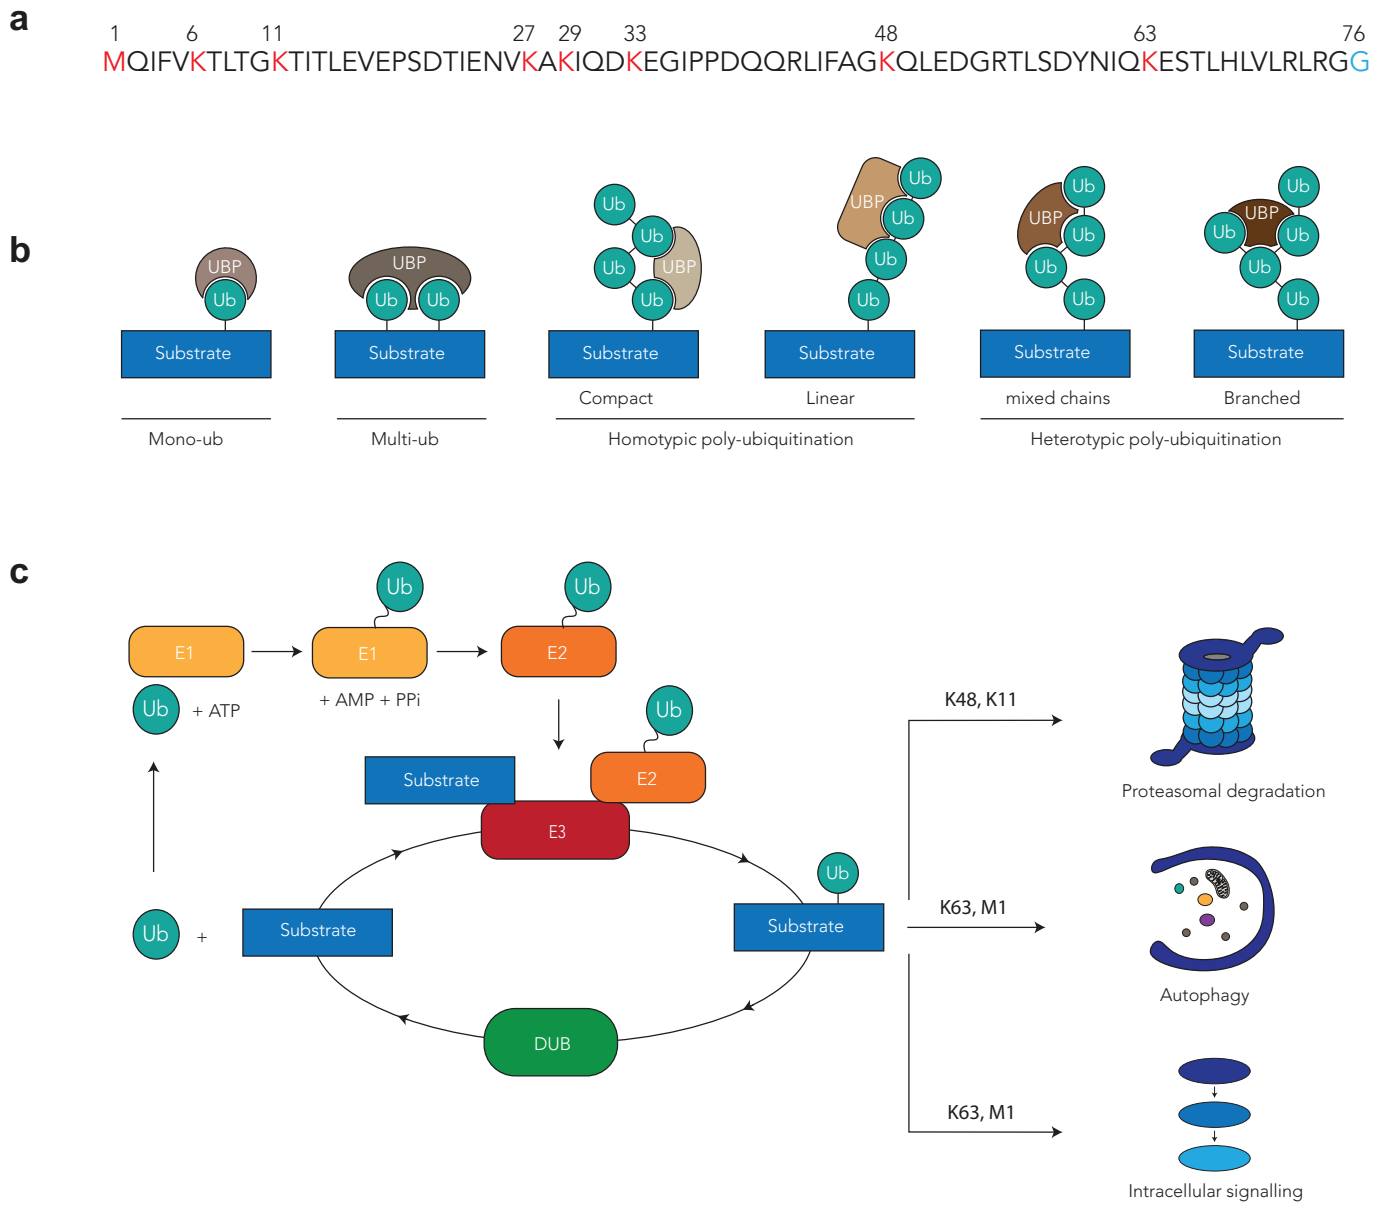 a
1 6 11 27 29 33 48 63 76
MQIFVKTLTGKTITLEVEPSDTIENVKAKIQDKEGIPPDQQRLIFAGKQLEDGRTLSDYNIQKESTLHLVLRLRGG
b
UBP
Ub
Substrate
Mono-ub
UBP
Ub Ub
Substrate
Multi-ub
Ub
Ub
Ub UBP
Ub
Substrate
Compact
Ub
UBP
Ub
Ub
Ub
Substrate
Linear
Homotypic poly-ubiquitination
Ub
UBP
Ub
Ub
Ub
Substrate
mixed chains
Ub
UBP
Ub Ub
Ub
Ub
Substrate
Branched
Heterotypic poly-ubiquitination
c
Ub Ub
E1 E1 E2
Ub + ATP + AMP + PPi
Ub
Substrate E2
E3
Ub + Substrate
Ub
Substrate
DUB
K48, K11
Proteasomal degradation
K63, M1
Autophagy
K63, M1
Intracellular signalling